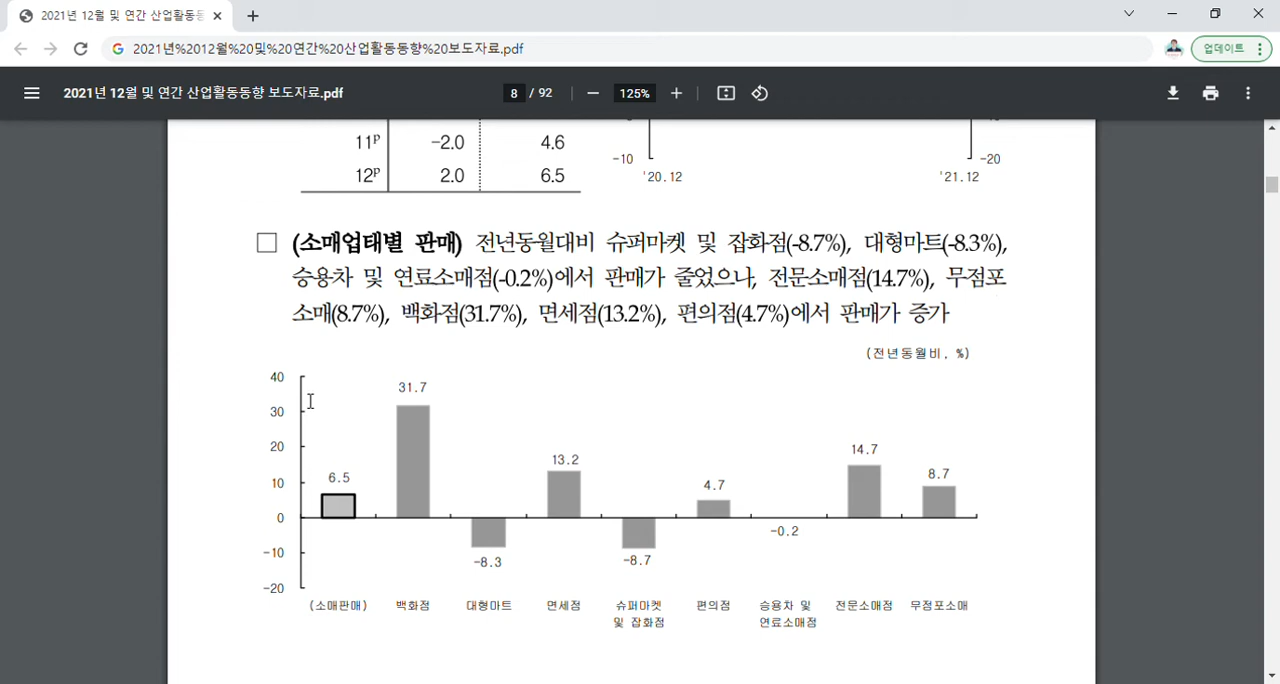 2021년 12월 및 연간 산업활동동
2021년%2012월%20및%20연간%20산업활동동향%20보도자료.pdf
업데이트
2021년 12월 및 연간 산업활동동향 보도자료.pdf
8 / 92
125%
11ᵖ -2.0 4.6
12ᵖ 2.0 6.5
-10
-20
'20.12
'21.12
□ (소매업태별 판매) 전년동월대비 슈퍼마켓 및 잡화점(-8.7%), 대형마트(-8.3%),
승용차 및 연료소매점(-0.2%)에서 판매가 줄었으나, 전문소매점(14.7%), 무점포
소매(8.7%), 백화점(31.7%), 면세점(13.2%), 편의점(4.7%)에서 판매가 증가
(전년동월비, %)
40
30
20
10
0
-10
-20
6.5
31.7
-8.3
13.2
-8.7
4.7
-0.2
14.7
8.7
(소매판매)
백화점
대형마트
면세점
슈퍼마켓
및 잡화점
편의점
승용차 및
연료소매점
전문소매점
무점포소매